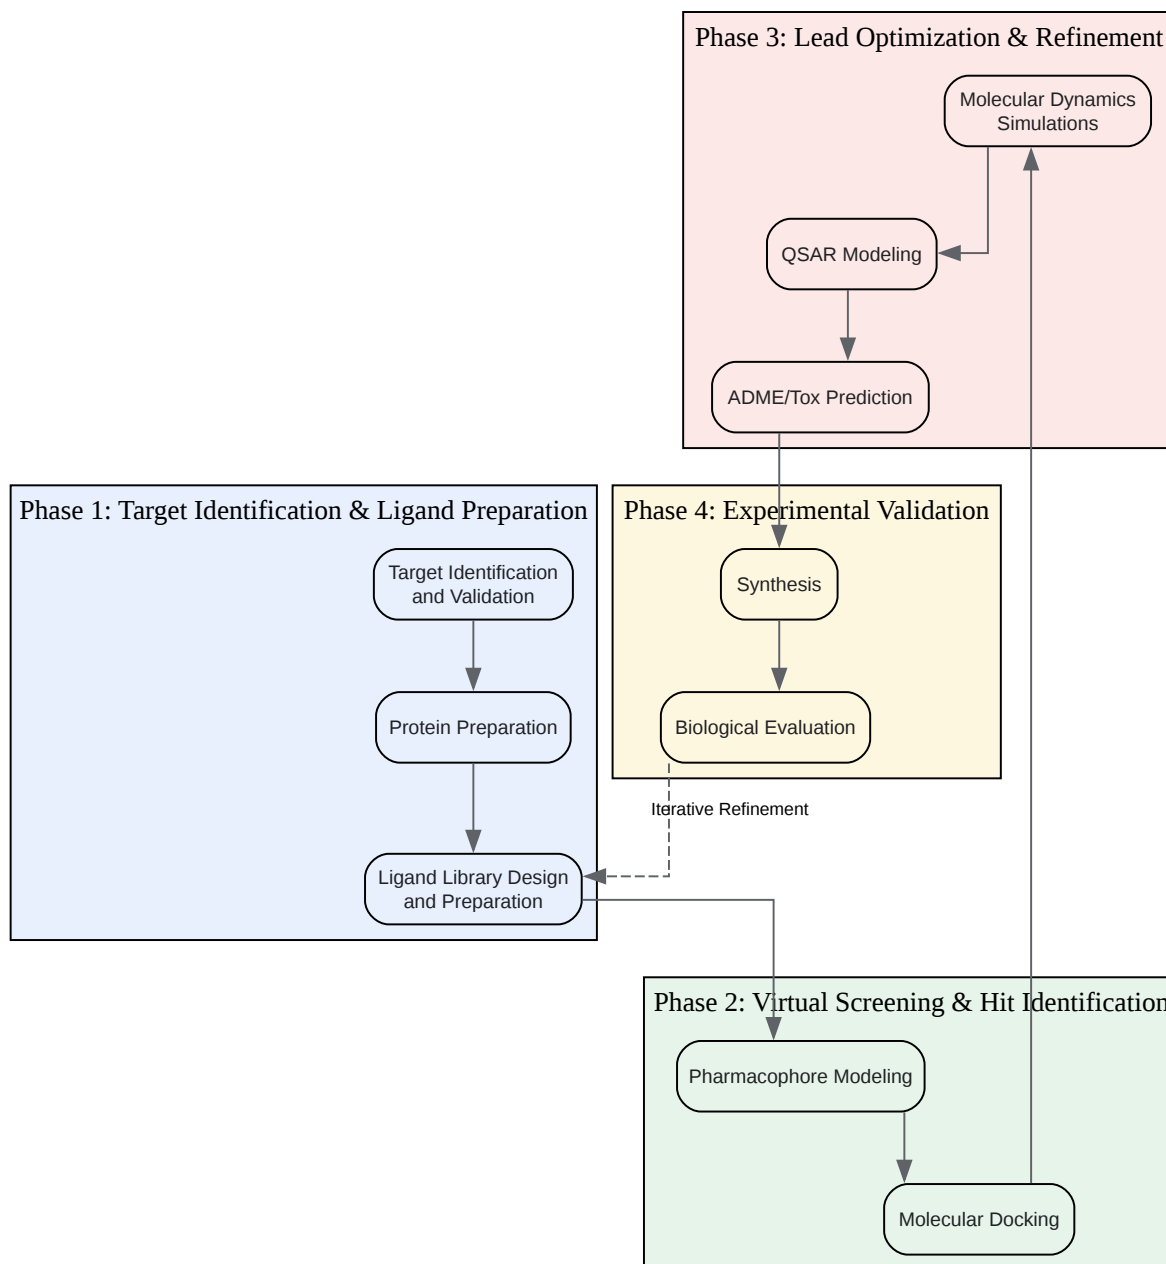 Phase 3: Lead Optimization & Refinement
Molecular Dynamics
Simulations
QSAR Modeling
ADME/Tox Prediction
Phase 1: Target Identification & Ligand Preparation
Target Identification
and Validation
Protein Preparation
Ligand Library Design
and Preparation
Phase 4: Experimental Validation
Synthesis
Biological Evaluation
Iterative Refinement
Phase 2: Virtual Screening & Hit Identification
Pharmacophore Modeling
Molecular Docking